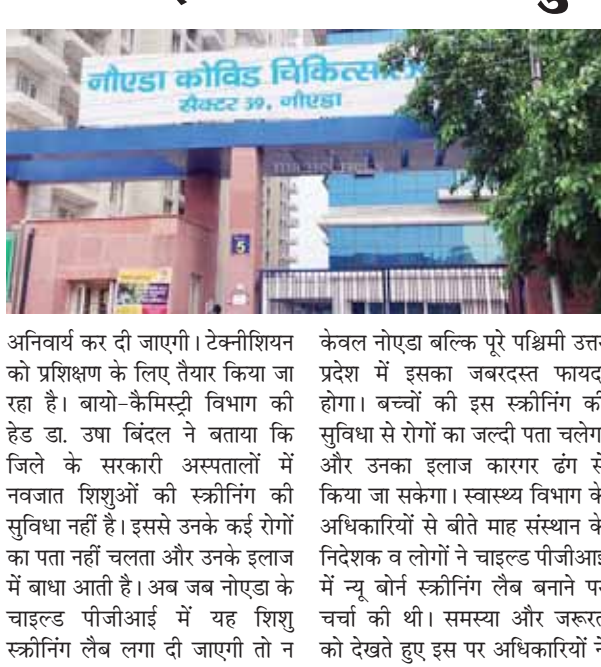 नौएडा कोविड चिकित्सालय
सैक्टर 39, नौएडा
5
अनिवार्य कर दी जाएगी। टेक्नीशियन
को प्रशिक्षण के लिए तैयार किया जा
रहा है। बायो-कैमिस्ट्री विभाग की
हेड डा. उषा बिंदल ने बताया कि
जिले के सरकारी अस्पतालों में
नवजात शिशुओं की स्क्रीनिंग की
सुविधा नहीं है। इससे उनके कई रोगों
का पता नहीं चलता और उनके इलाज
में बाधा आती है। अब जब नोएडा के
चाइल्ड पीजीआई में यह शिशु
स्क्रीनिंग लैब लगा दी जाएगी तो न
केवल नोएडा बल्कि पूरे पश्चिमी उत्तर
प्रदेश में इसका जबरदस्त फायदा
होगा। बच्चों की इस स्क्रीनिंग की
सुविधा से रोगों का जल्दी पता चलेगा
और उनका इलाज कारगर ढंग से
किया जा सकेगा। स्वास्थ्य विभाग के
अधिकारियों से बीते माह संस्थान के
निदेशक व लोगों ने चाइल्ड पीजीआई
में न्यू बोर्न स्क्रीनिंग लैब बनाने पर
चर्चा की थी। समस्या और जरूरत
को देखते हुए इस पर अधिकारियों ने